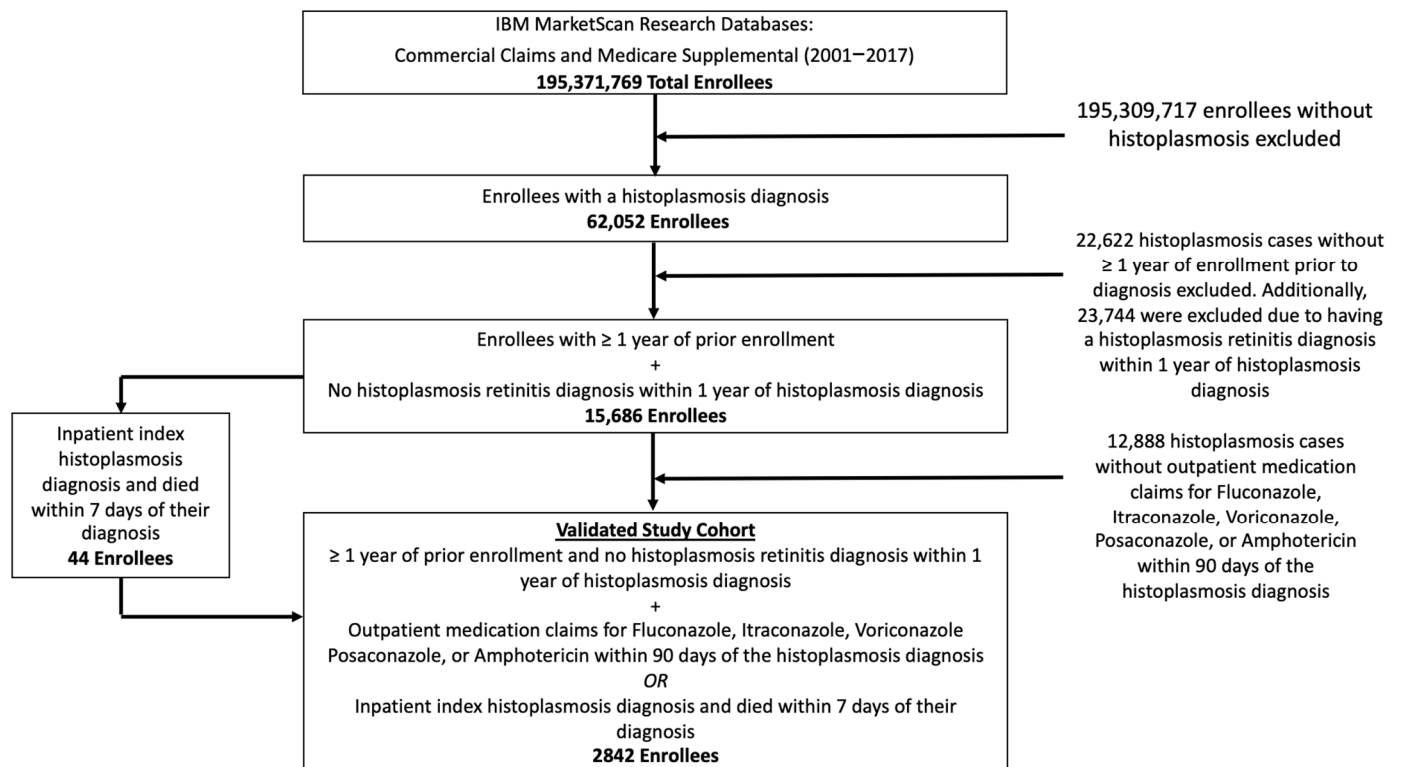 IBM MarketScan Research Databases:
Commercial Claims and Medicare Supplemental (2001–2017)
195,371,769 Total Enrollees
195,309,717 enrollees without
histoplasmosis excluded
Enrollees with a histoplasmosis diagnosis
62,052 Enrollees
22,622 histoplasmosis cases without
≥ 1 year of enrollment prior to
diagnosis excluded. Additionally,
23,744 were excluded due to having
a histoplasmosis retinitis diagnosis
within 1 year of histoplasmosis
diagnosis
Enrollees with ≥ 1 year of prior enrollment
+
No histoplasmosis retinitis diagnosis within 1 year of histoplasmosis diagnosis
15,686 Enrollees
Inpatient index
histoplasmosis
diagnosis and died
within 7 days of their
diagnosis
44 Enrollees
12,888 histoplasmosis cases
without outpatient medication
claims for Fluconazole,
Itraconazole, Voriconazole,
Posaconazole, or Amphotericin
within 90 days of the
histoplasmosis diagnosis
Validated Study Cohort
≥ 1 year of prior enrollment and no histoplasmosis retinitis diagnosis within 1
year of histoplasmosis diagnosis
+
Outpatient medication claims for Fluconazole, Itraconazole, Voriconazole
Posaconazole, or Amphotericin within 90 days of the histoplasmosis diagnosis
OR
Inpatient index histoplasmosis diagnosis and died within 7 days of their
diagnosis
2842 Enrollees